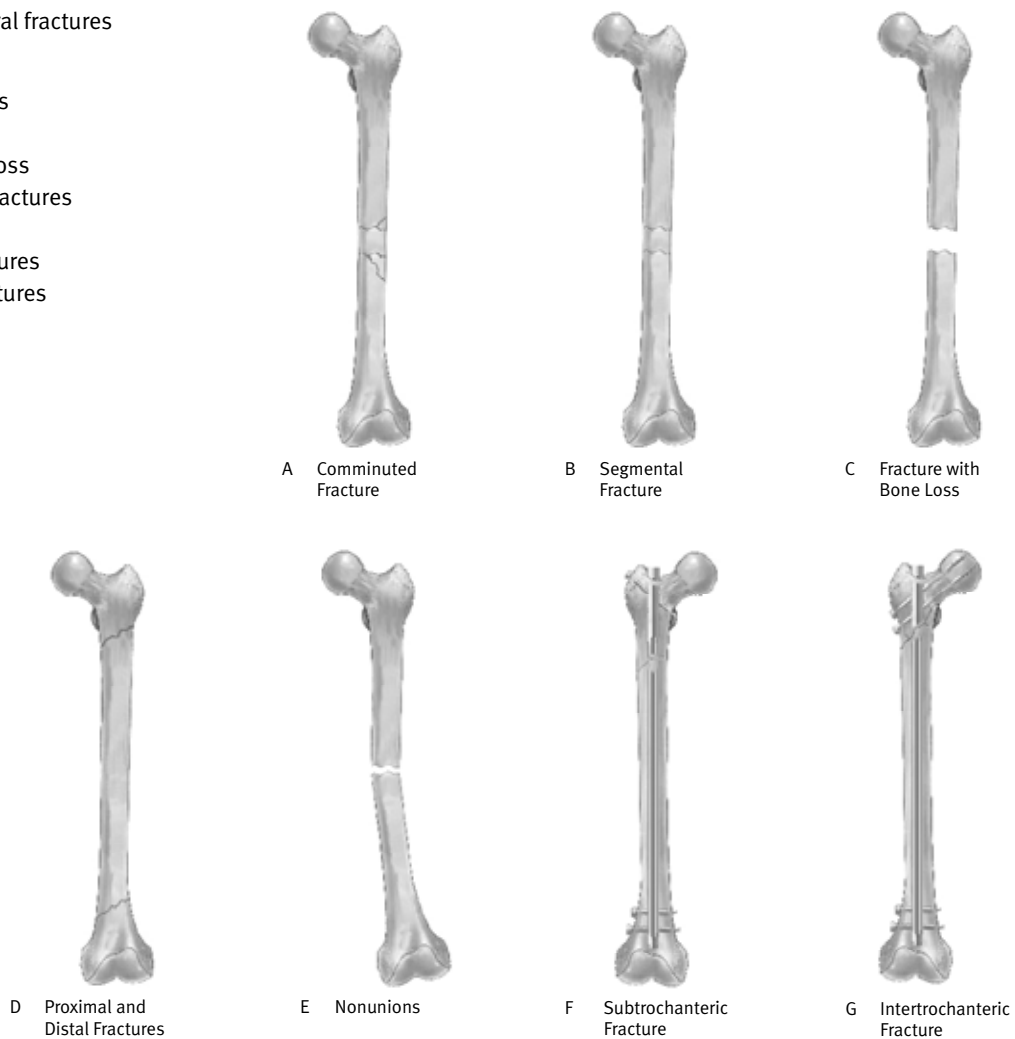 al fractures
s
oss
actures
ures
tures
A Comminuted
Fracture
B Segmental
Fracture
C Fracture with
Bone Loss
D Proximal and
Distal Fractures
E Nonunions
F Subtrochanteric
Fracture
G Intertrochanteric
Fracture